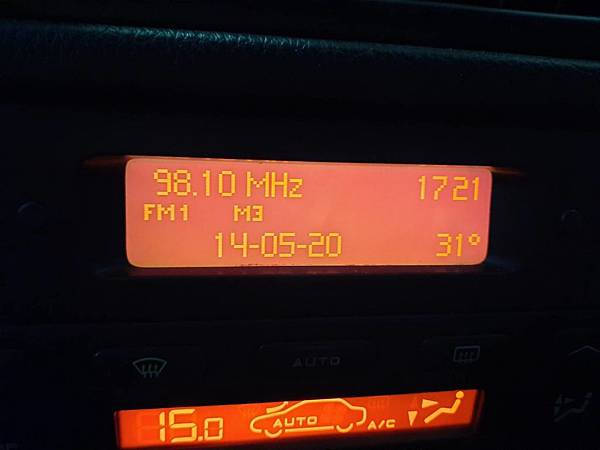 98.10 MHz 1721
FM1 M3
14-05-20 31°
AUTO
15.0 AUTO A/C